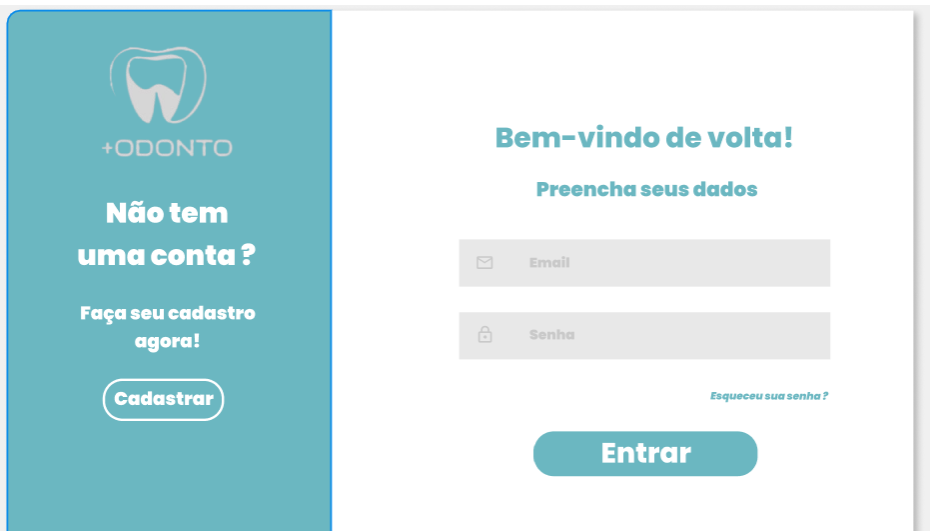 +ODONTO
Não tem
uma conta ?
Faça seu cadastro
agora!
Cadastrar
Bem-vindo de volta!
Preencha seus dados
Email
Senha
Esqueceu sua senha ?
Entrar